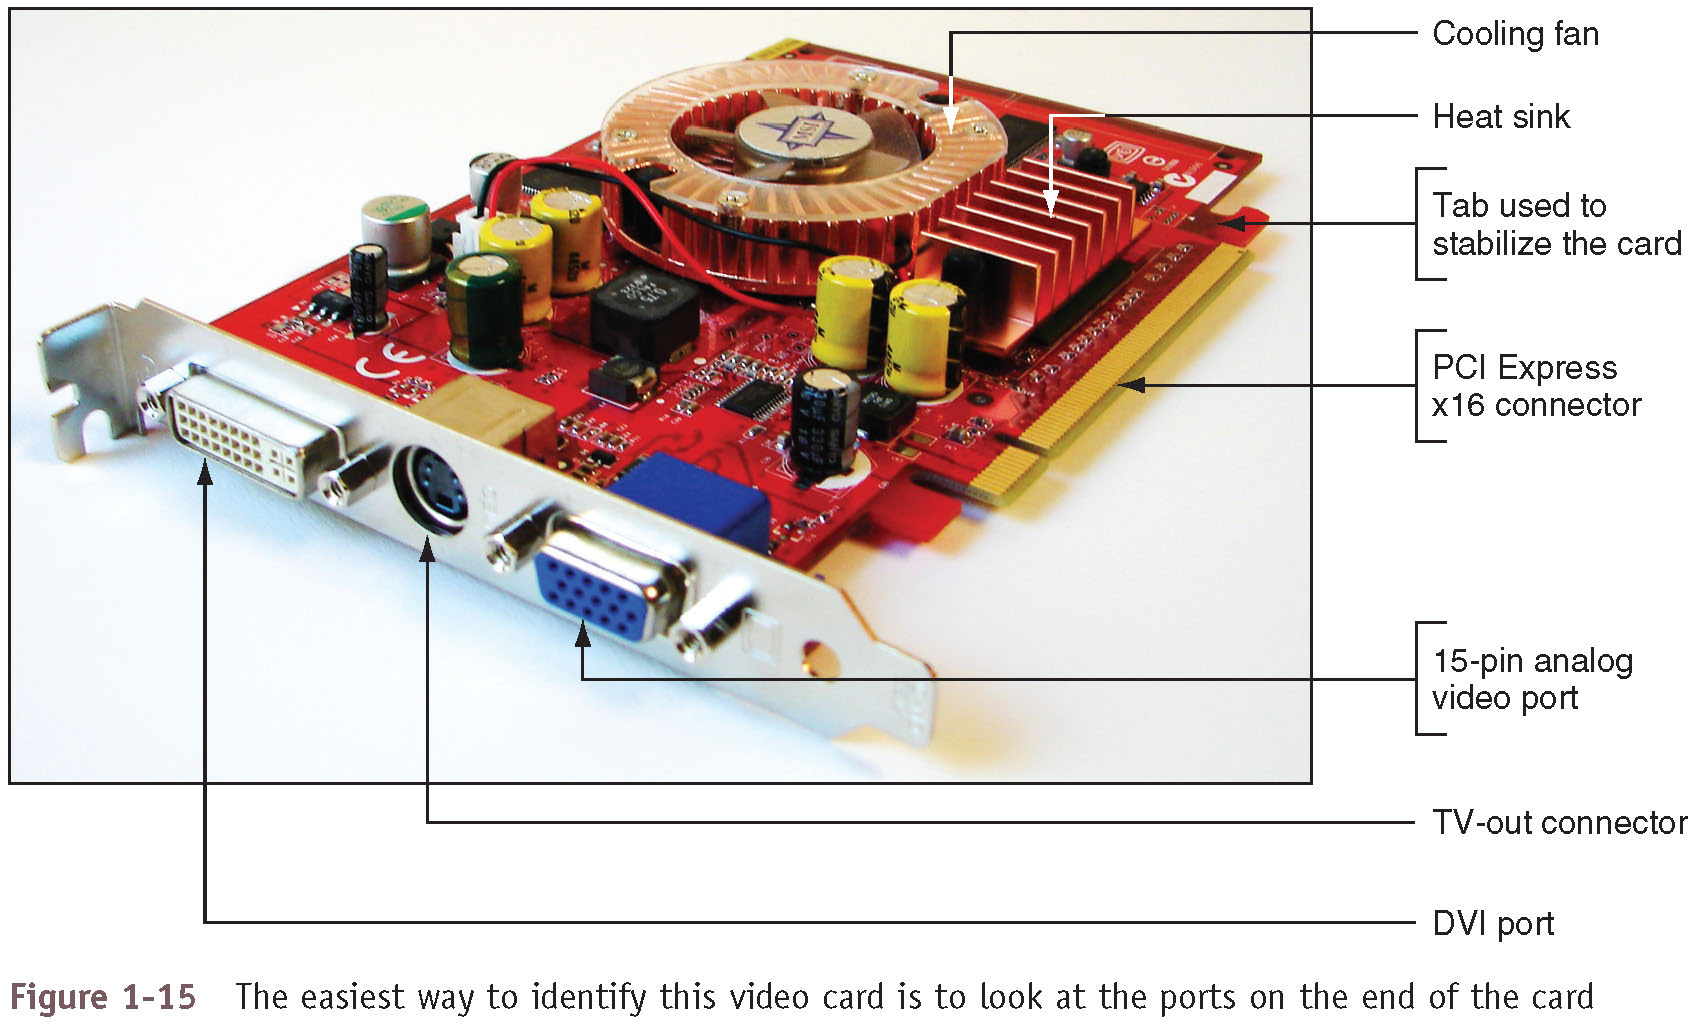 Cooling fan
Heat sink
Tab used to
stabilize the card
PCI Express
x16 connector
15-pin analog
video port
TV-out connector
DVI port
MSI
CE
Figure 1-15 The easiest way to identify this video card is to look at the ports on the end of the card